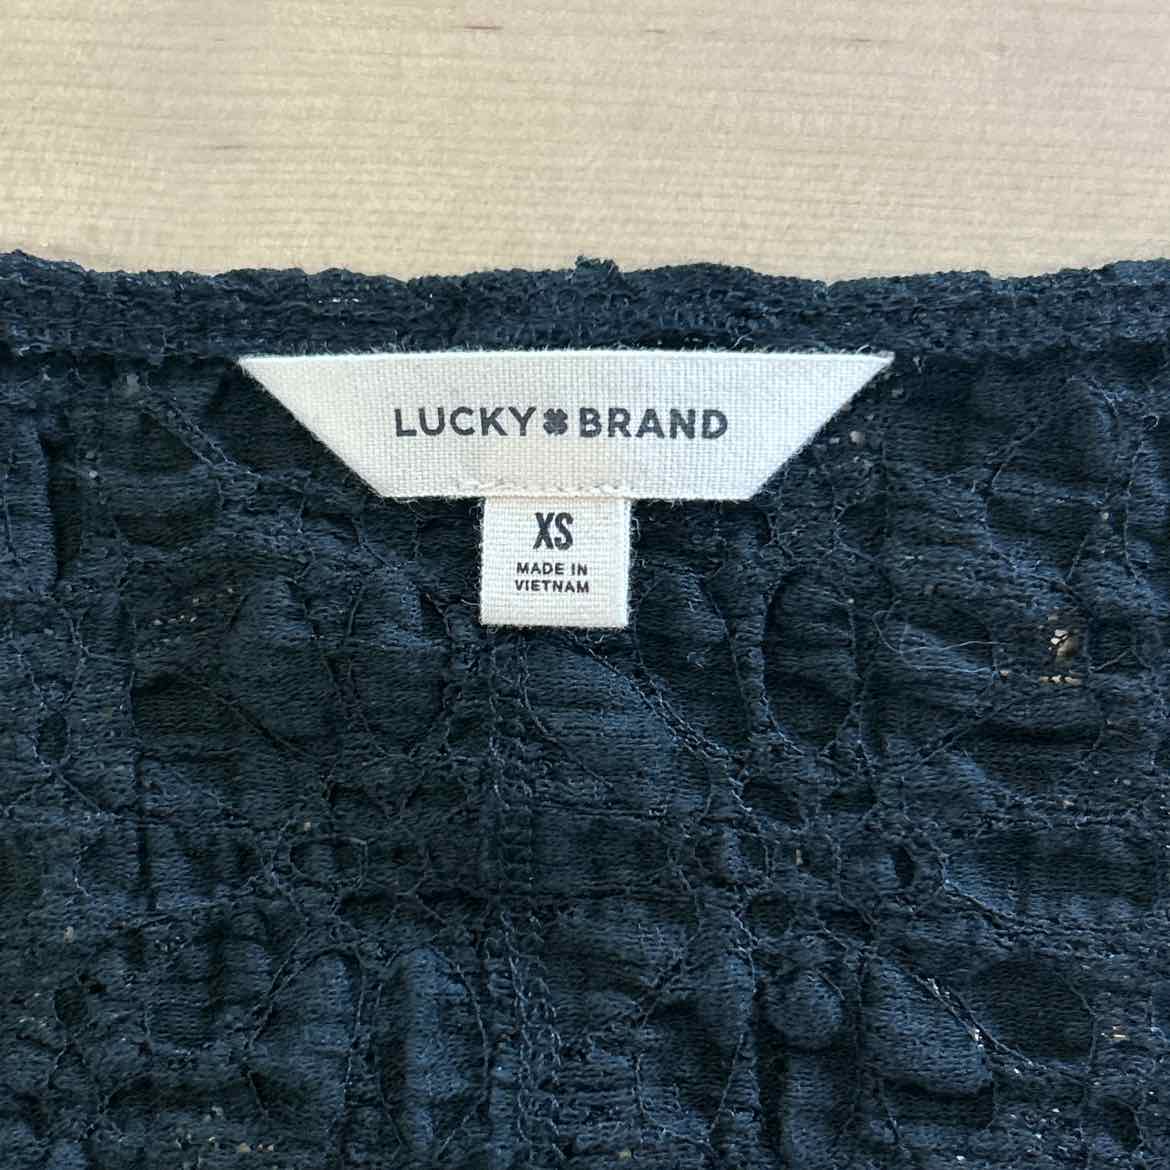 LUCKY BRAND
XS
MADE IN
VIETNAM